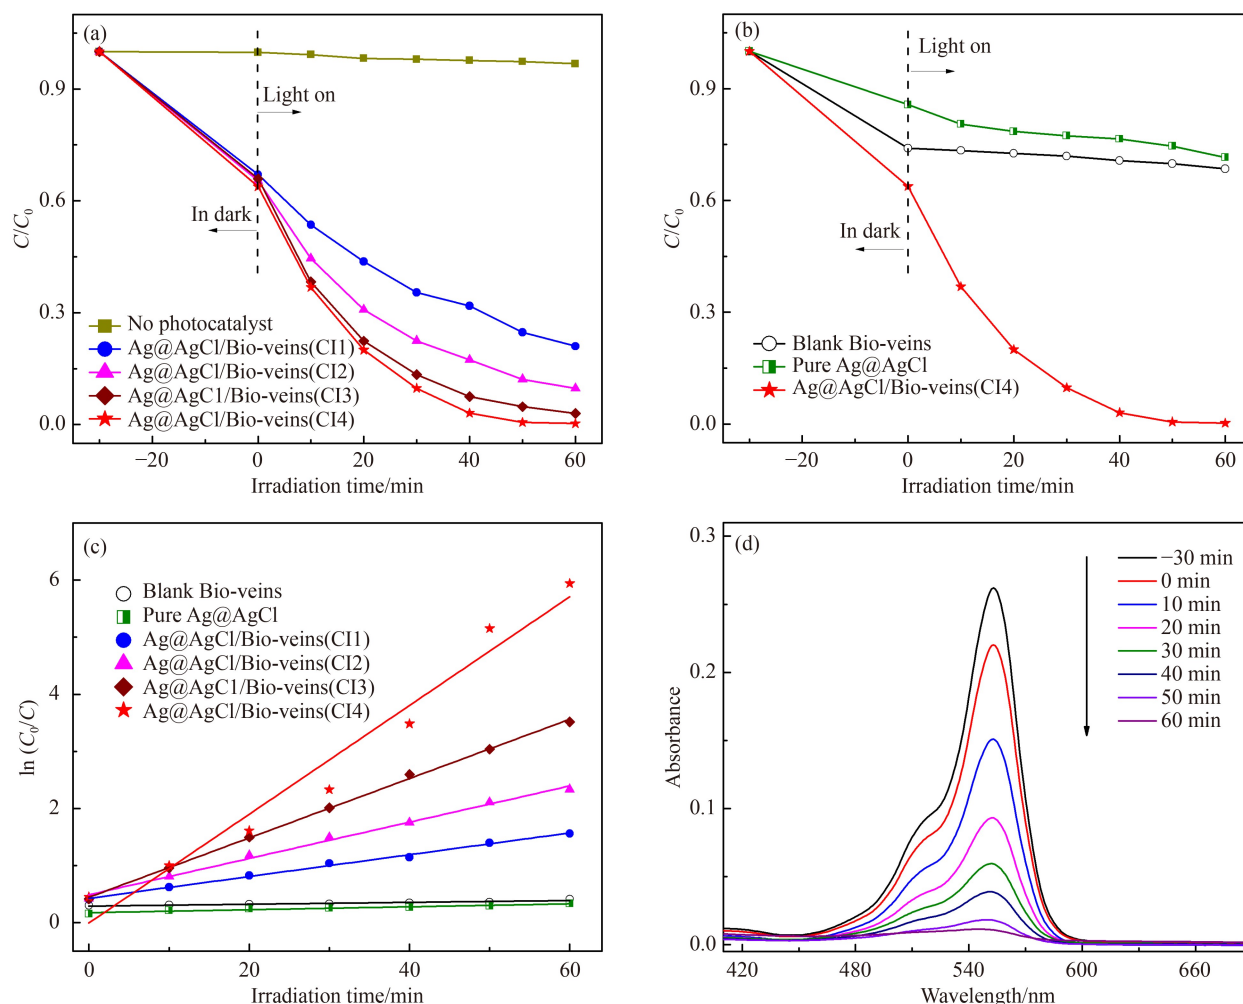 (a)
Light on
In dark
No photocatalyst
Ag@AgCl/Bio-veins(CI1)
Ag@AgCl/Bio-veins(CI2)
Ag@AgC1/Bio-veins(CI3)
Ag@AgCl/Bio-veins(CI4)
C/C0
0.9
0.6
0.3
0.0
−20 0 20 40 60
Irradiation time/min
(b)
Light on
In dark
Blank Bio-veins
Pure Ag@AgCl
Ag@AgCl/Bio-veins(CI4)
C/C0
0.9
0.6
0.3
0.0
−20 0 20 40 60
Irradiation time/min
(c)
Blank Bio-veins
Pure Ag@AgCl
Ag@AgCl/Bio-veins(CI1)
Ag@AgCl/Bio-veins(CI2)
Ag@AgC1/Bio-veins(CI3)
Ag@AgCl/Bio-veins(CI4)
ln (C0/C)
6
4
2
0
0 20 40 60
Irradiation time/min
(d)
−30 min
0 min
10 min
20 min
30 min
40 min
50 min
60 min
Absorbance
0.3
0.2
0.1
0.0
420 480 540 600 660
Wavelength/nm